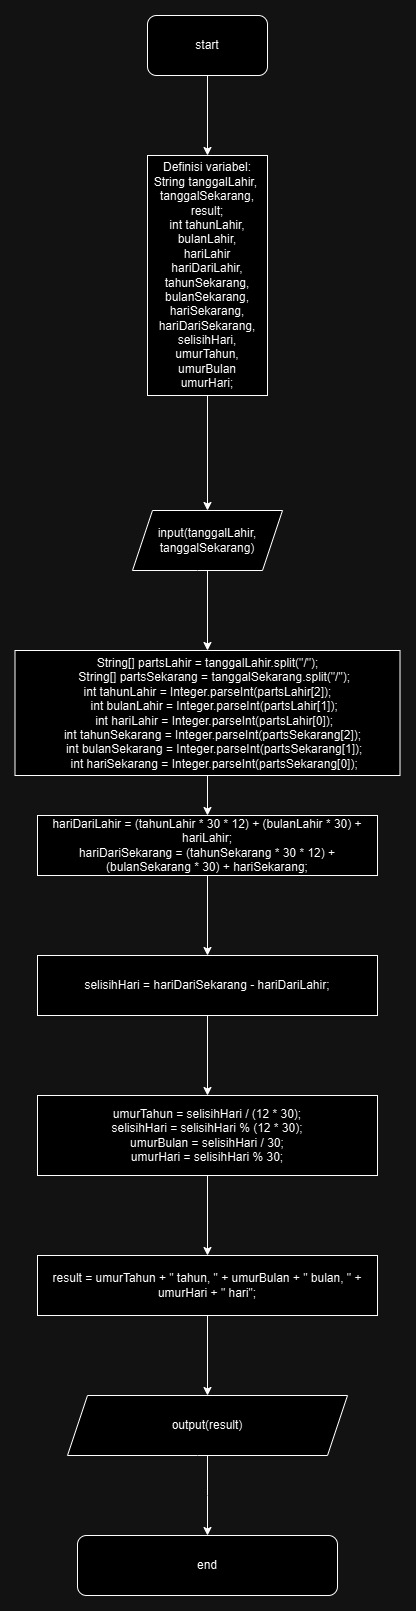 start
Definisi variabel:
String tanggalLahir,
tanggalSekarang,
result;
int tahunLahir,
bulanLahir,
hariLahir
hariDariLahir,
tahunSekarang,
bulanSekarang,
hariSekarang,
hariDariSekarang,
selisihHari,
umurTahun,
umurBulan
umurHari;
input(tanggalLahir,
tanggalSekarang)
String[] partsLahir = tanggalLahir.split("/");
String[] partsSekarang = tanggalSekarang.split("/");
int tahunLahir = Integer.parseInt(partsLahir[2]);
int bulanLahir = Integer.parseInt(partsLahir[1]);
int hariLahir = Integer.parseInt(partsLahir[0]);
int tahunSekarang = Integer.parseInt(partsSekarang[2]);
int bulanSekarang = Integer.parseInt(partsSekarang[1]);
int hariSekarang = Integer.parseInt(partsSekarang[0]);
hariDariLahir = (tahunLahir * 30 * 12) + (bulanLahir * 30) +
hariLahir;
hariDariSekarang = (tahunSekarang * 30 * 12) +
(bulanSekarang * 30) + hariSekarang;
selisihHari = hariDariSekarang - hariDariLahir;
umurTahun = selisihHari / (12 * 30);
selisihHari = selisihHari % (12 * 30);
umurBulan = selisihHari / 30;
umurHari = selisihHari % 30;
result = umurTahun + " tahun, " + umurBulan + " bulan, " +
umurHari + " hari";
output(result)
end